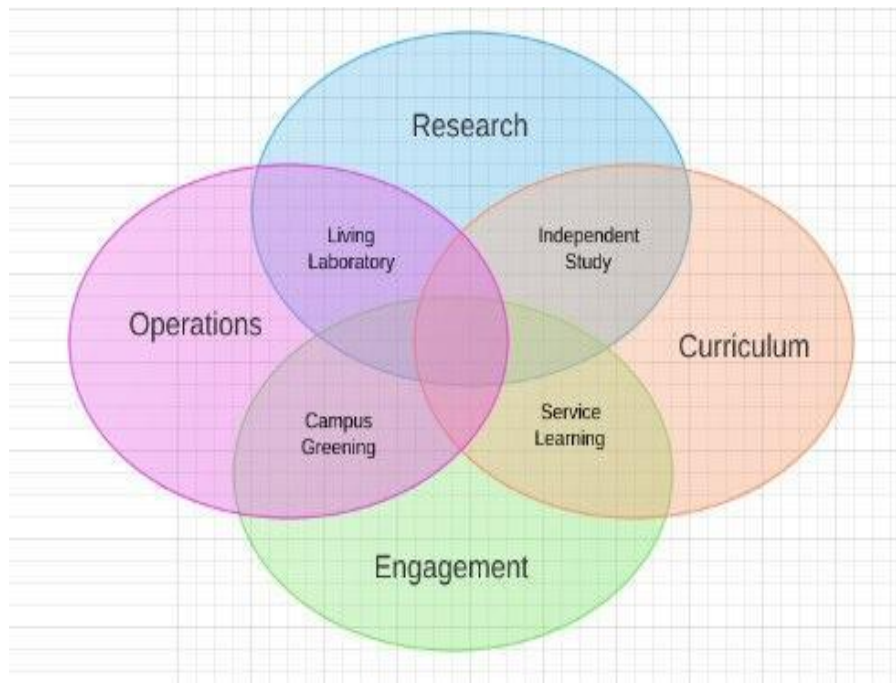 Research
Living
Laboratory
Independent
Study
Operations
Curriculum
Campus
Greening
Service
Learning
Engagement